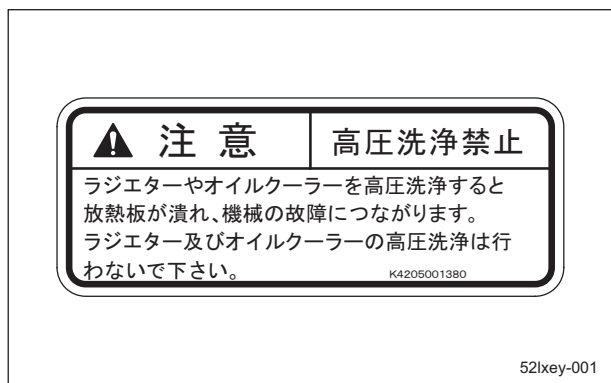 注 意
高圧洗浄禁止
ラジエターやオイルクーラーを高圧洗浄すると
放熱板が潰れ、機械の故障につながります。
ラジエター及びオイルクーラーの高圧洗浄は行
わないで下さい。
K4205001380
52lxey-001